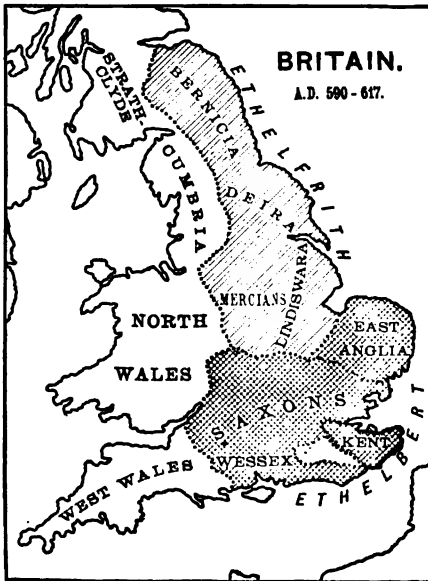 BRITAIN.
A.D. 590-617.
STRATH-
CLYDE
BERNICIA
ETHELFRITH
CUMBRIA
DEIRA
MERCIANS
LINDISWARA
NORTH
WALES
EAST
ANGLIA
SAXONS
KENT
WESSEX
WEST WALES
ETHELBERT